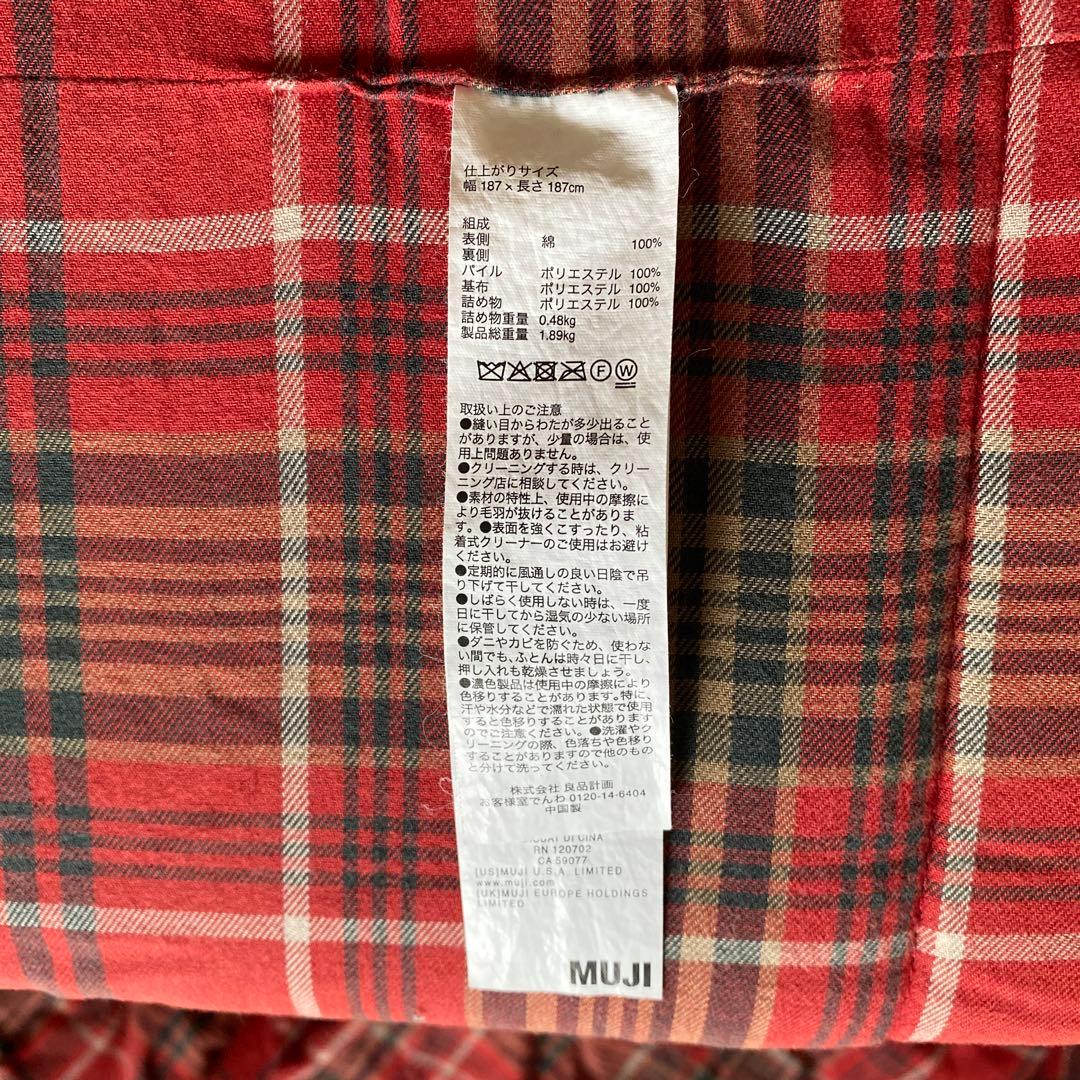 仕上がりサイズ
幅 187 × 長さ 187cm
組成
表側 綿 100%
裏側
パイル ポリエステル 100%
基布 ポリエステル 100%
詰め物 ポリエステル 100%
詰め物重量 0.48kg
製品総重量 1.89kg
F W
取扱い上のご注意
●縫い目からわたが多少出ること
がありますが、少量の場合は、使
用上問題ありません。
●クリーニングする時は、クリー
ニング店に相談してください。
●素材の特性上、使用中の摩擦に
より毛羽が抜けることがありま
す。●表面を強くこすったり、粘
着式クリーナーのご使用はお避け
ください。
●定期的に風通しの良い日陰で吊
り下げて干してください。
●しばらく使用しない時は、一度
日に干してから湿気の少ない場所
に保管してください。
●ダニやカビを防ぐため、使わな
い間でも、ふとんは時々日に干し、
押し入れも乾燥させましょう。
●濃色製品は使用中の摩擦により
色移りすることがあります。特に、
汗や水分などで濡れた状態で使用
すると色移りすることがあります
のでご注意ください。●洗濯やク
リーニングの際、色落ちや色移り
することがありますので他のもの
と分けて洗ってください。
株式会社 良品計画
お客様室でんわ 0120-14-6404
中国製
RN 120702
CA 59077
[US]MUJI U.S.A. LIMITED
www.muji.com
[UK]MUJI EUROPE HOLDINGS
LIMITED
MUJI